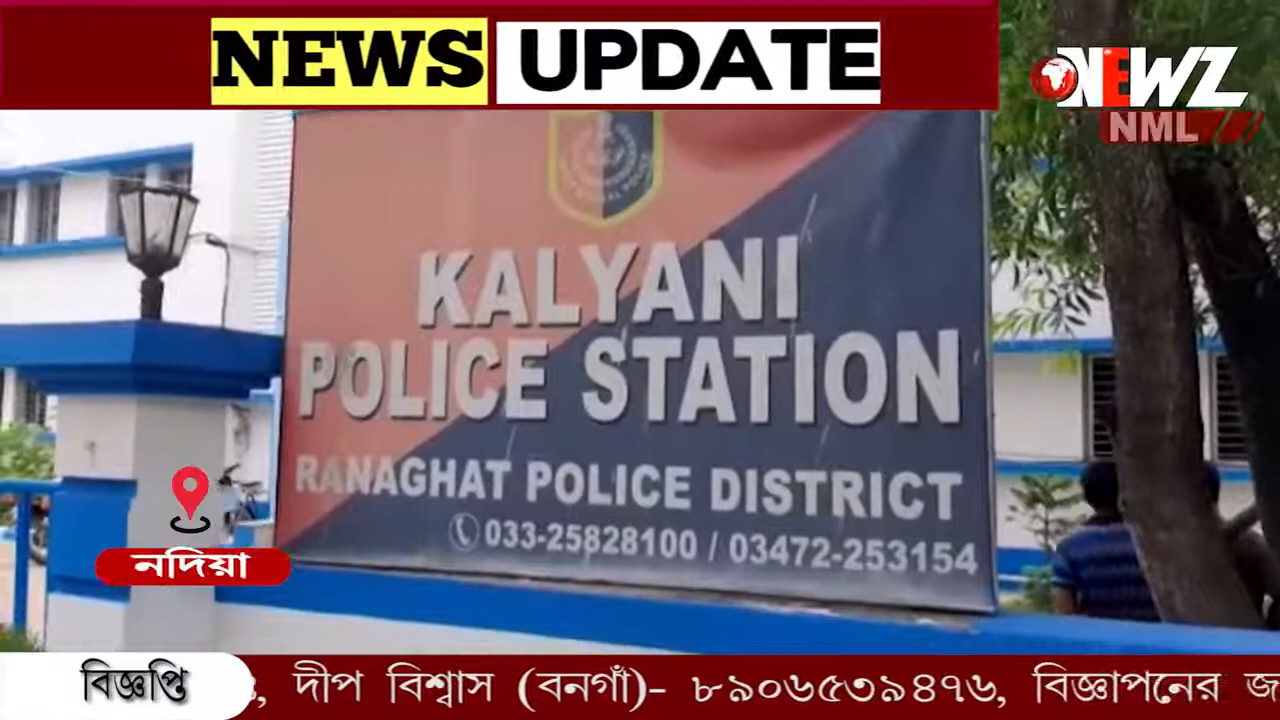 NEWS UPDATE
NEWZ
NML
KALYANI
POLICE STATION
RANAGHAT POLICE DISTRICT
033-25828100 / 03472-253154
নদিয়া
বিজ্ঞপ্তি
, দীপ বিশ্বাস (বনগাঁ)- ৮৯০৬৫৩৯৪৭৬, বিজ্ঞাপনের জ